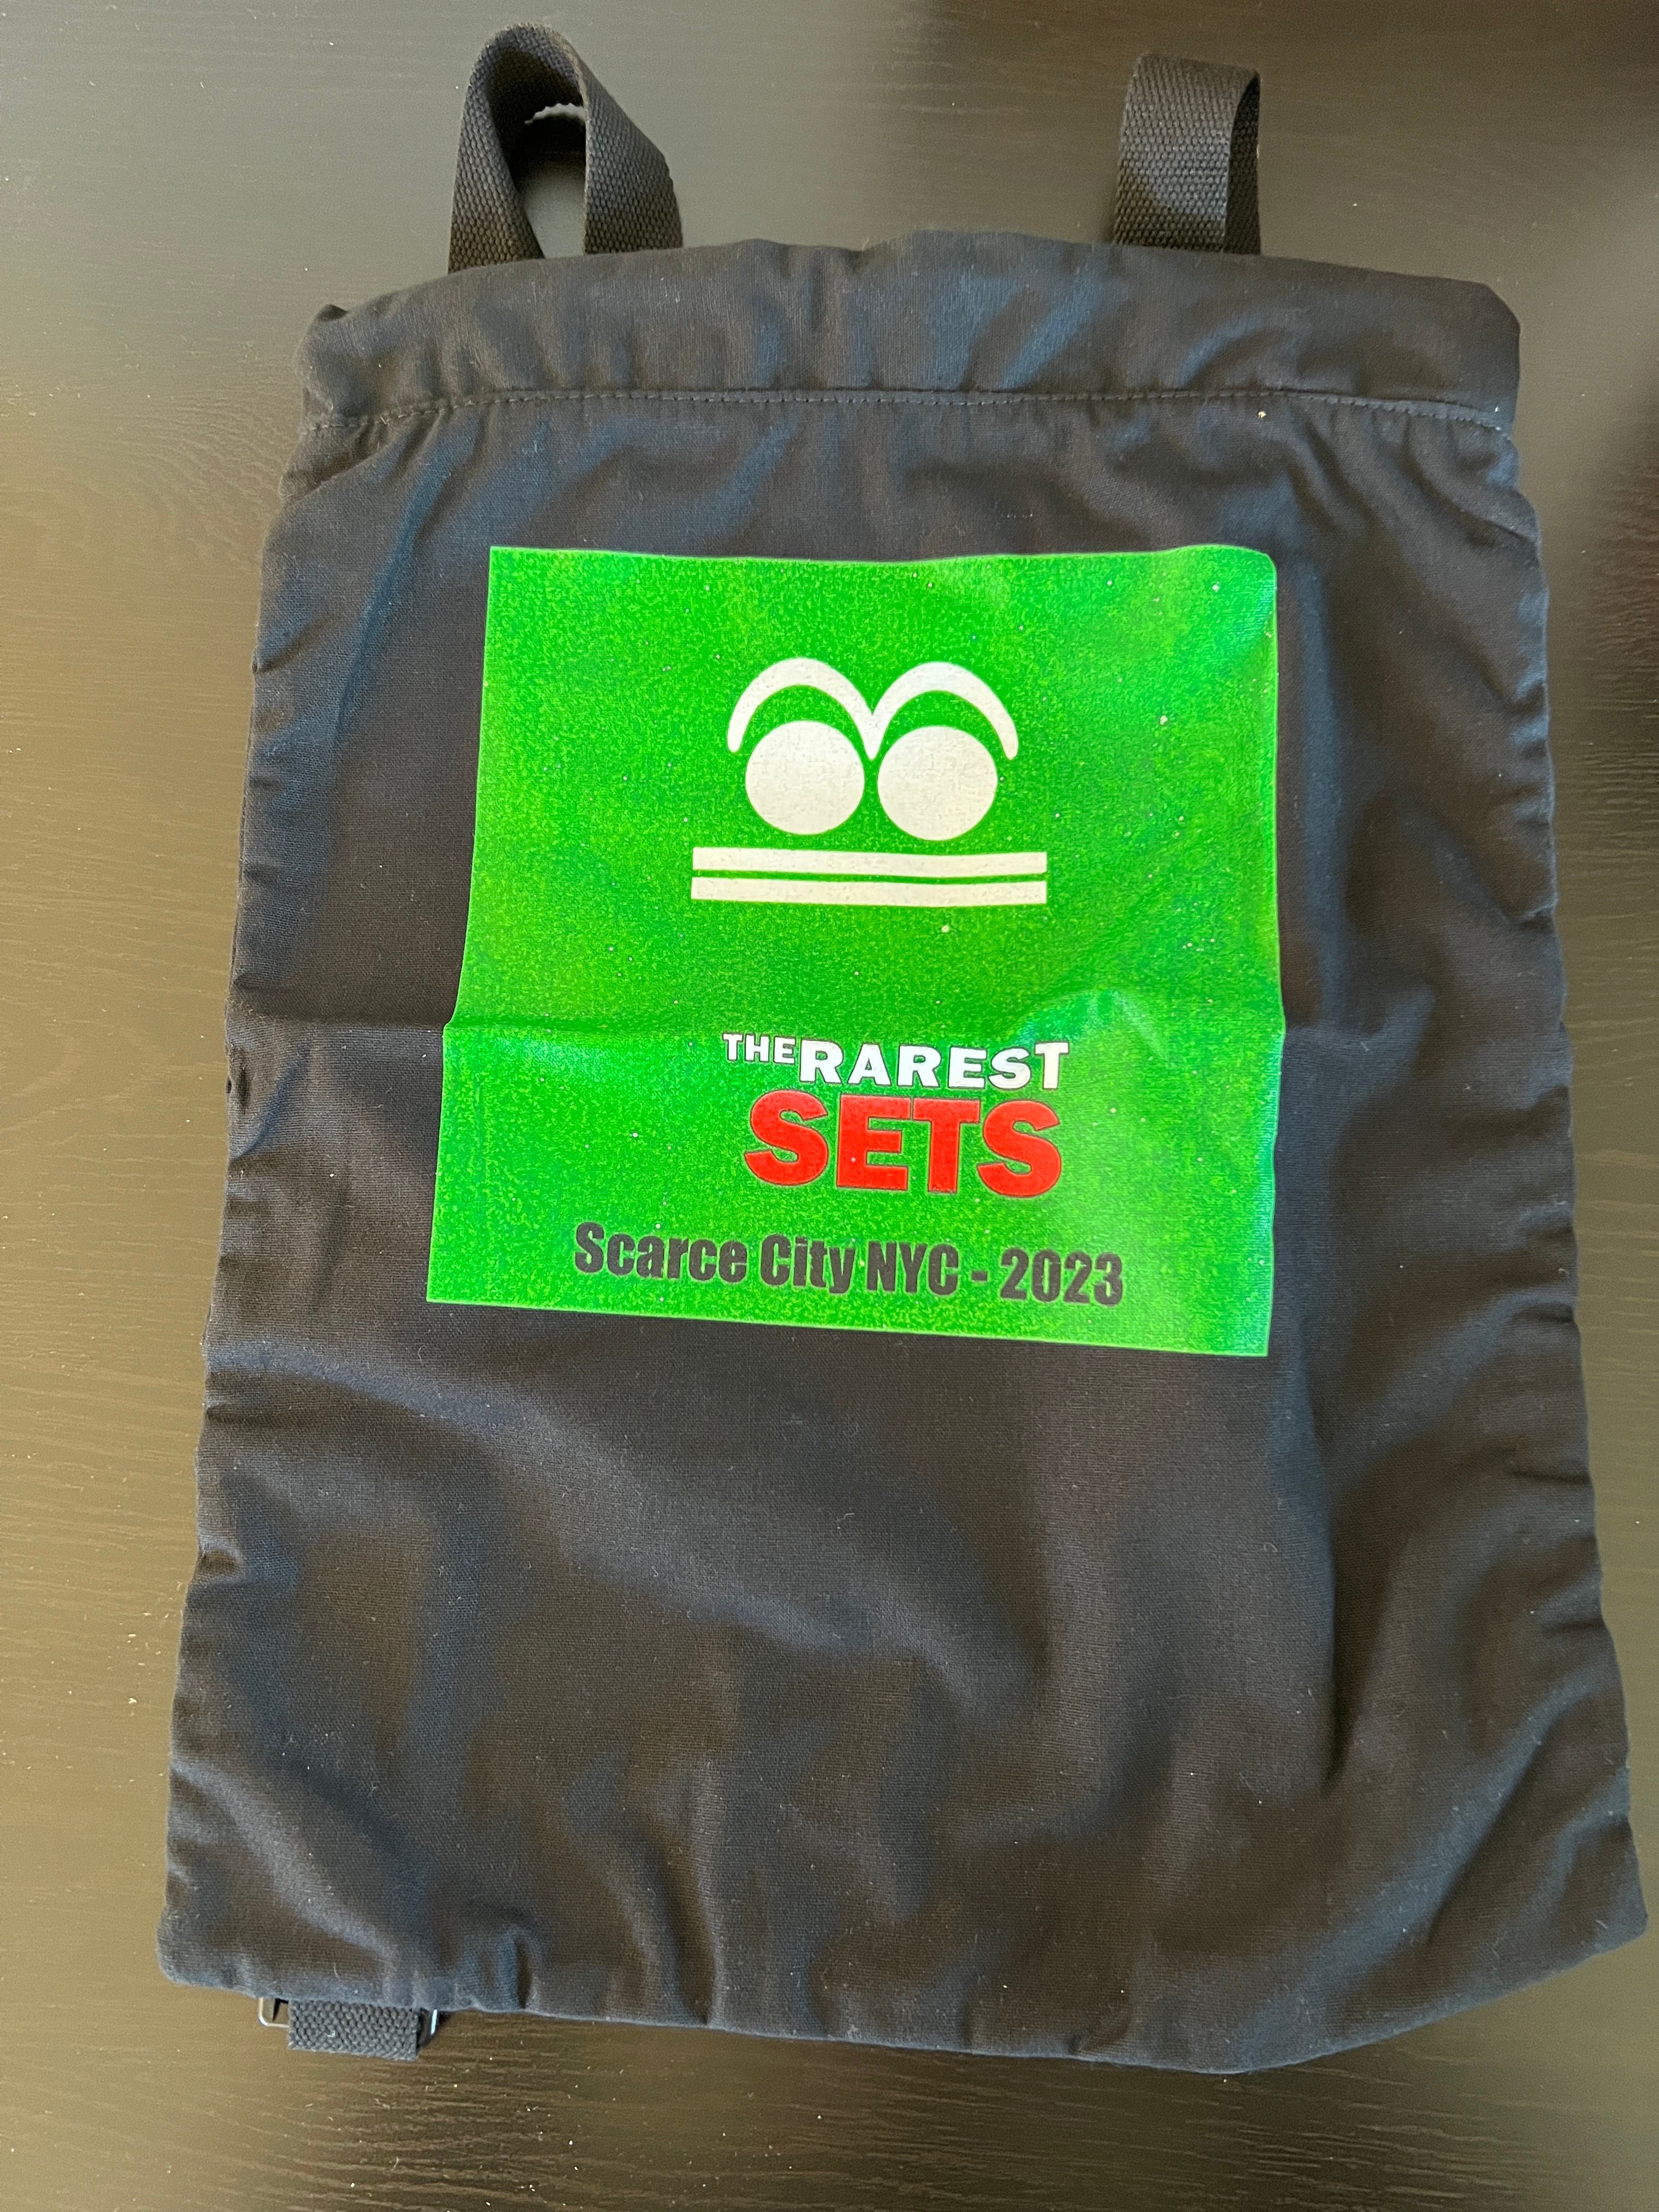 THE RAREST
SETS
Scarce City NYC - 2023